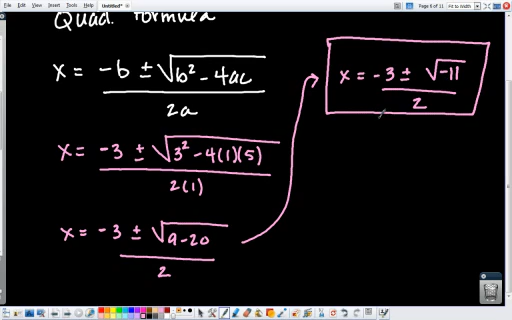 File Edit View Insert Tools Window Help Untitled* Page 6 of 11 Fit to Width
Quad. formula
x = -b ± √b² - 4ac
2a
x = -3 ± √3² - 4(1)(5)
2(1)
x = -3 ± √9-20
2
x = -3 ± √-11
2